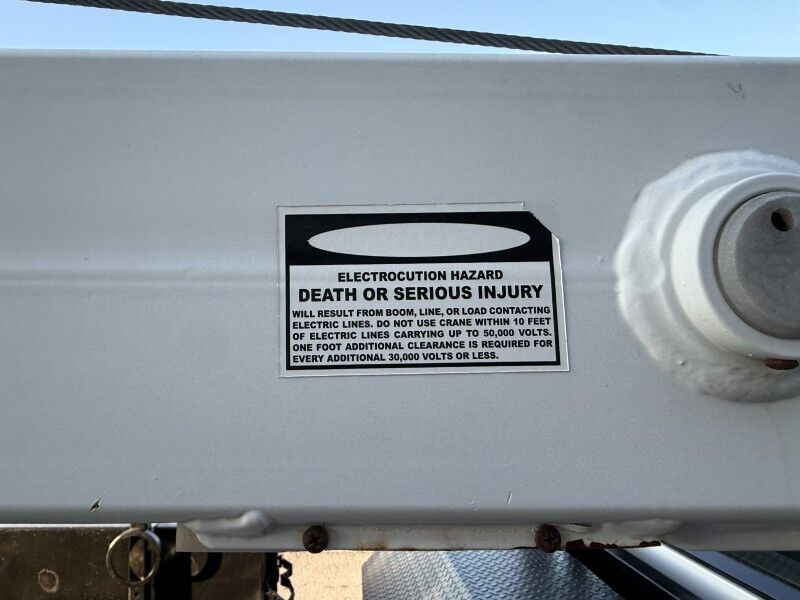 ELECTROCUTION HAZARD
DEATH OR SERIOUS INJURY
WILL RESULT FROM BOOM, LINE, OR LOAD CONTACTING
ELECTRIC LINES. DO NOT USE CRANE WITHIN 10 FEET
OF ELECTRIC LINES CARRYING UP TO 50,000 VOLTS.
ONE FOOT ADDITIONAL CLEARANCE IS REQUIRED FOR
EVERY ADDITIONAL 30,000 VOLTS OR LESS.